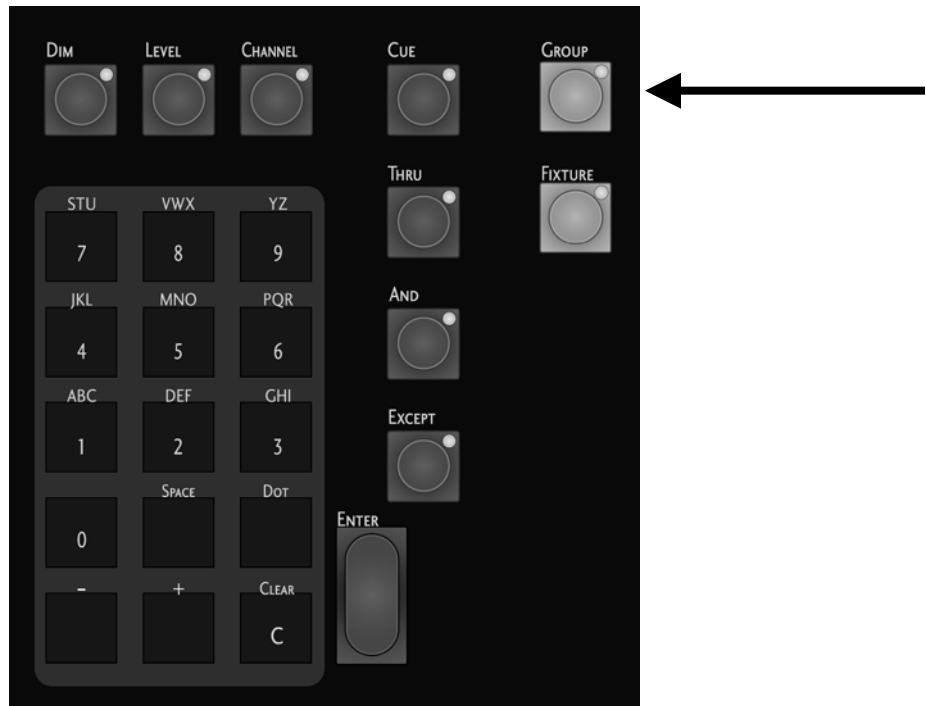 DIM LEVEL CHANNEL CUE GROUP
THRU FIXTURE
STU VWX YZ
7 8 9
AND
JKL MNO PQR
4 5 6
ABC DEF GHI
EXCEPT
1 2 3
SPACE DOT
ENTER
0
- + CLEAR
C